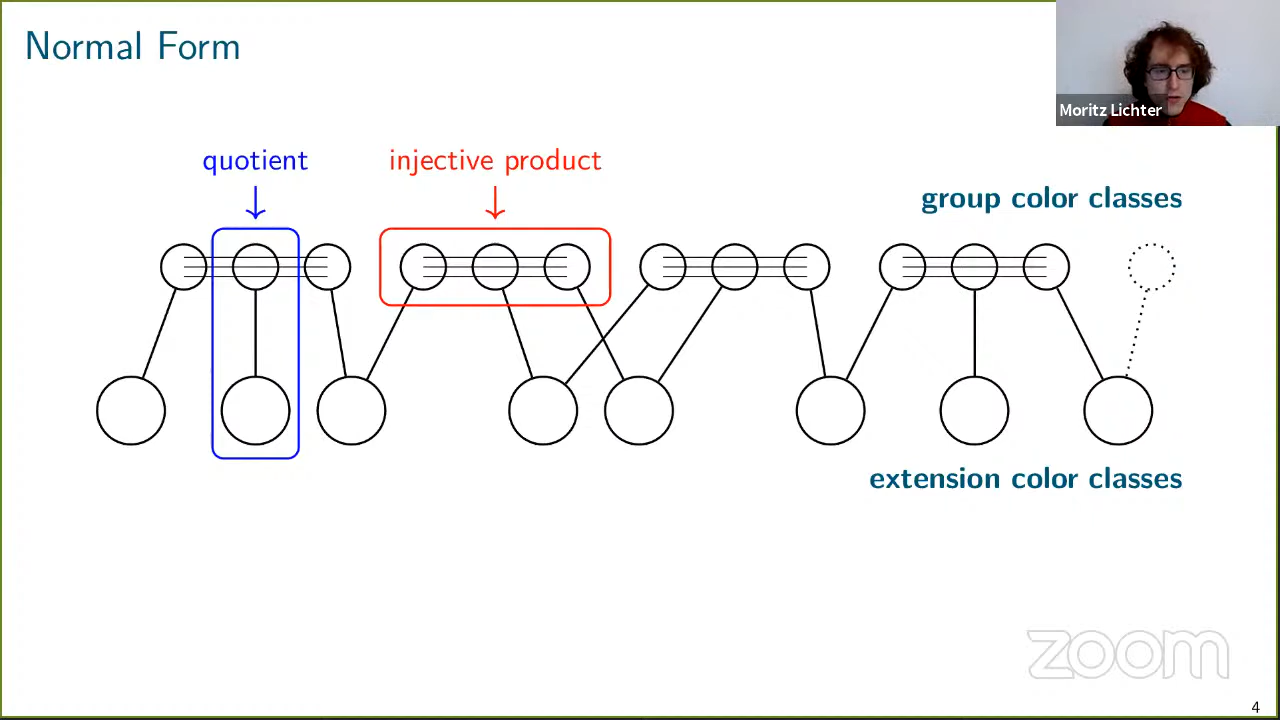 Normal Form
Moritz Lichter
quotient
injective product
group color classes
extension color classes
zoom
4